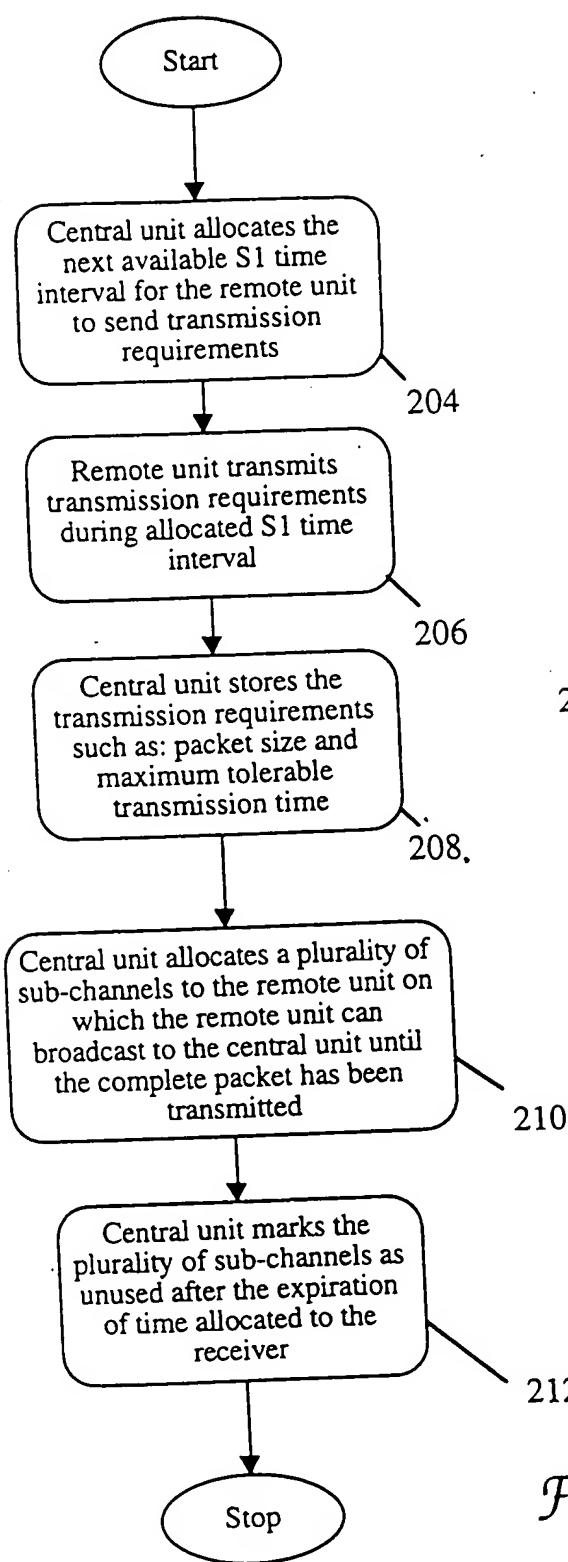 Start
Central unit allocates the
next available S1 time
interval for the remote unit
to send transmission
requirements
204
Remote unit transmits
transmission requirements
during allocated S1 time
interval
206
Central unit stores the
transmission requirements
such as: packet size and
maximum tolerable
transmission time
208
Central unit allocates a plurality of
sub-channels to the remote unit on
which the remote unit can
broadcast to the central unit until
the complete packet has been
transmitted
210
Central unit marks the
plurality of sub-channels as
unused after the expiration
of time allocated to the
receiver
212
Stop